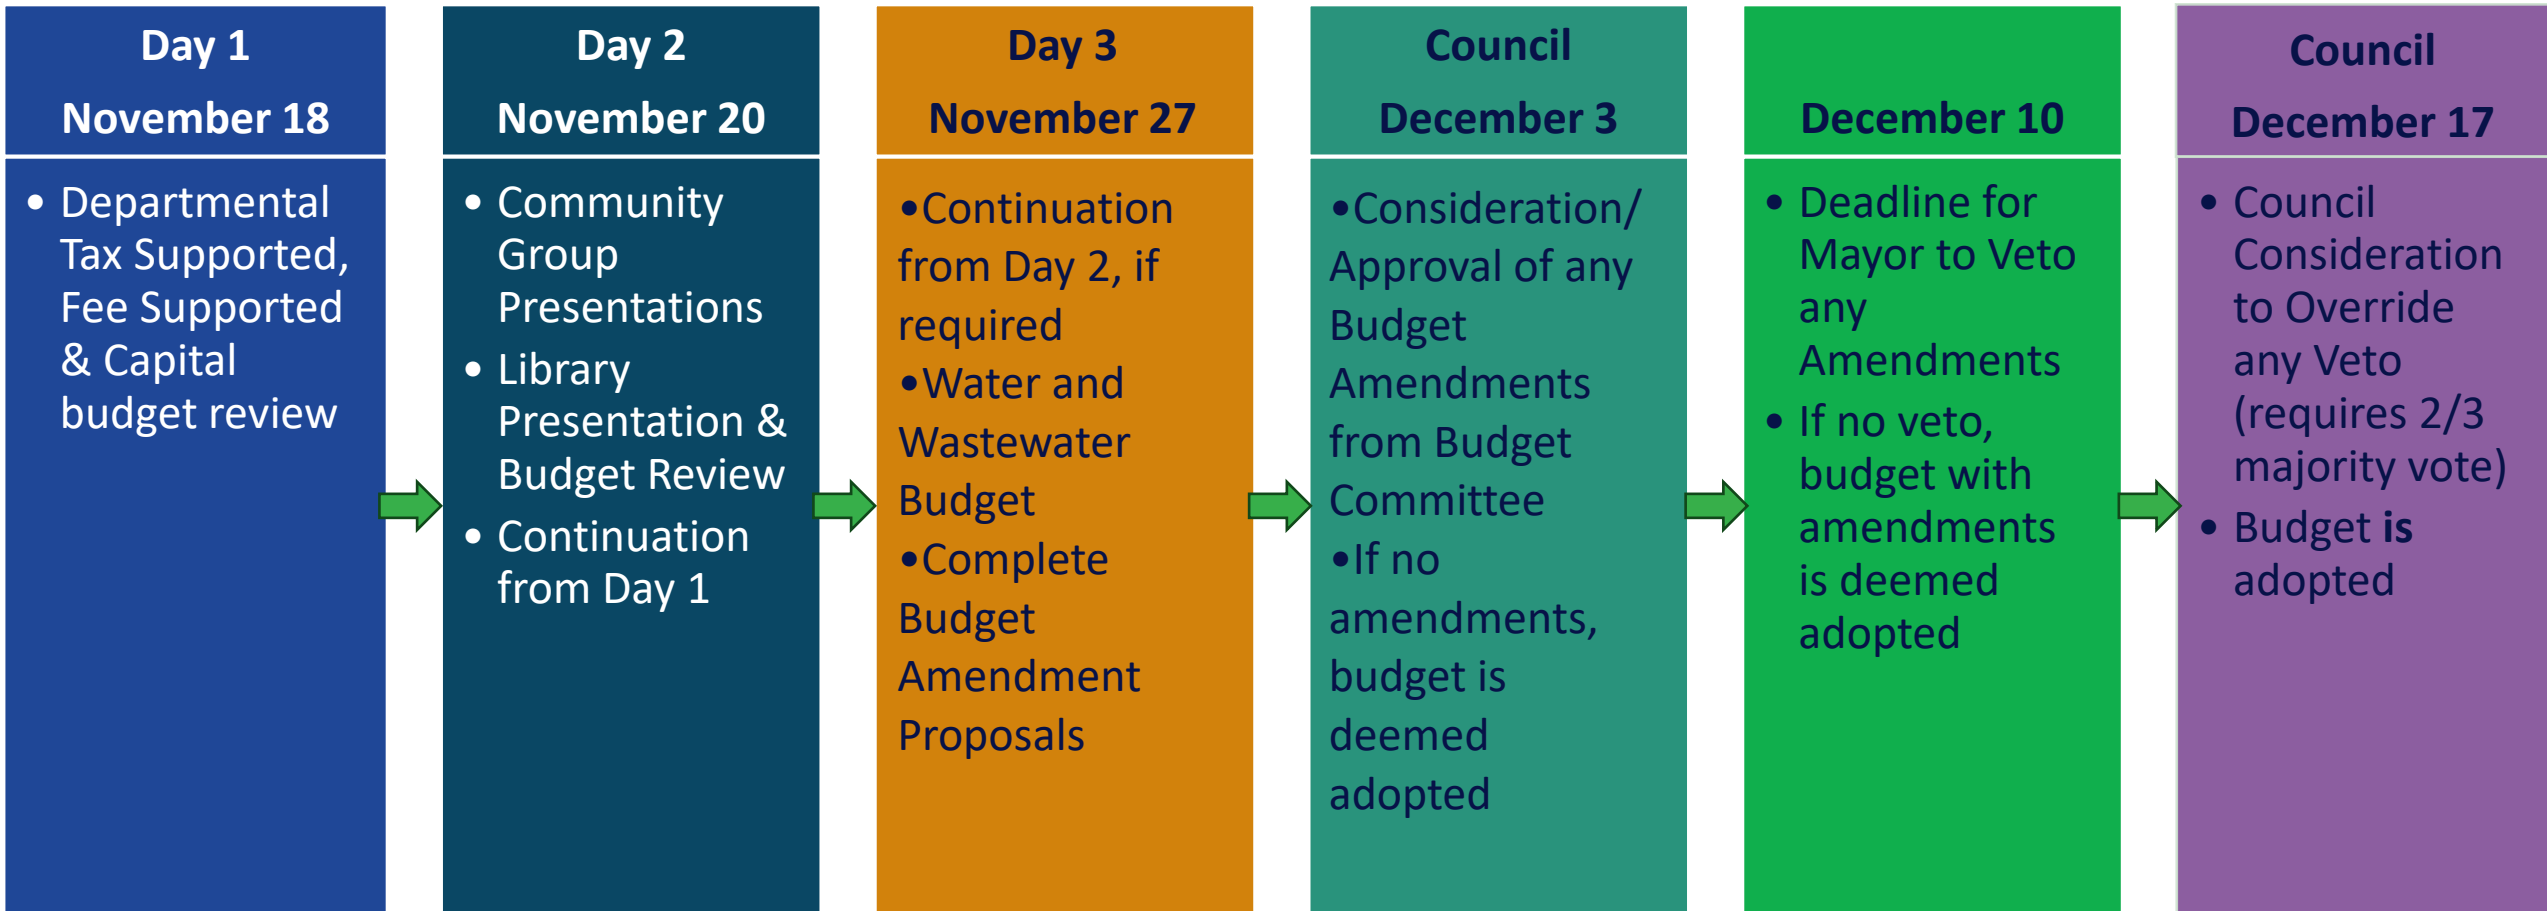 Day 1
November 18
• Departmental
Tax Supported,
Fee Supported
& Capital
budget review
Day 2
November 20
• Community
Group
Presentations
• Library
Presentation &
Budget Review
• Continuation
from Day 1
Day 3
November 27
•Continuation
from Day 2, if
required
•Water and
Wastewater
Budget
•Complete
Budget
Amendment
Proposals
Council
December 3
•Consideration/
Approval of any
Budget
Amendments
from Budget
Committee
•If no
amendments,
budget is
deemed
adopted
December 10
• Deadline for
Mayor to Veto
any
Amendments
• If no veto,
budget with
amendments
is deemed
adopted
Council
December 17
• Council
Consideration
to Override
any Veto
(requires 2/3
majority vote)
• Budget is
adopted